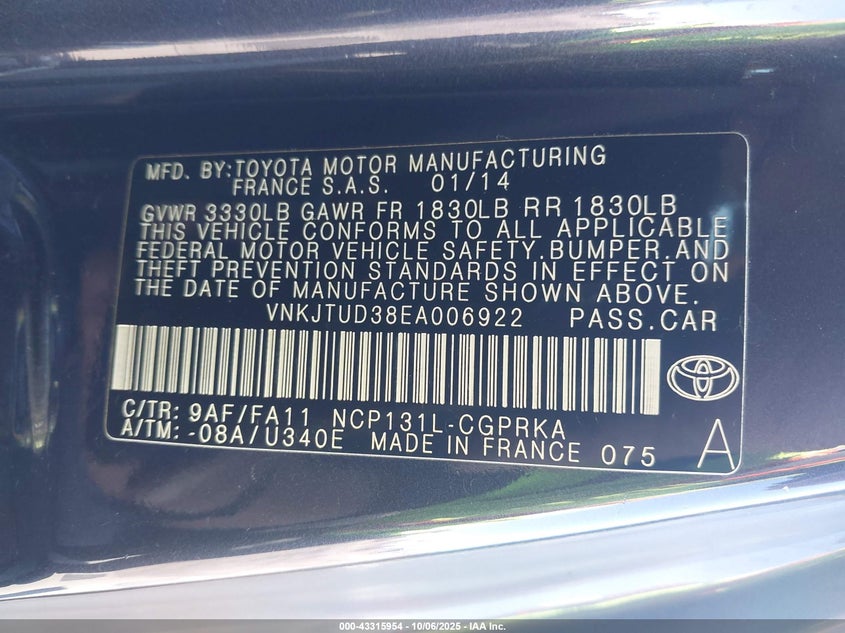 MFD. BY:TOYOTA MOTOR MANUFACTURING
FRANCE S.A.S. 01/14
GVWR 3330LB GAWR FR 1830LB RR 1830LB
THIS VEHICLE CONFORMS TO ALL APPLICABLE
FEDERAL MOTOR VEHICLE SAFETY,BUMPER,AND
THEFT PREVENTION STANDARDS IN EFFECT ON
THE DATE OF MANUFACTURE SHOWN ABOVE.
VNKJTUD38EA006922 PASS.CAR
C/TR: 9AF/FA11 NCP131L-CGPRKA
A/TM: -08A/U340E MADE IN FRANCE 075 A
000-43315954 - 10/06/2025 - IAA Inc.